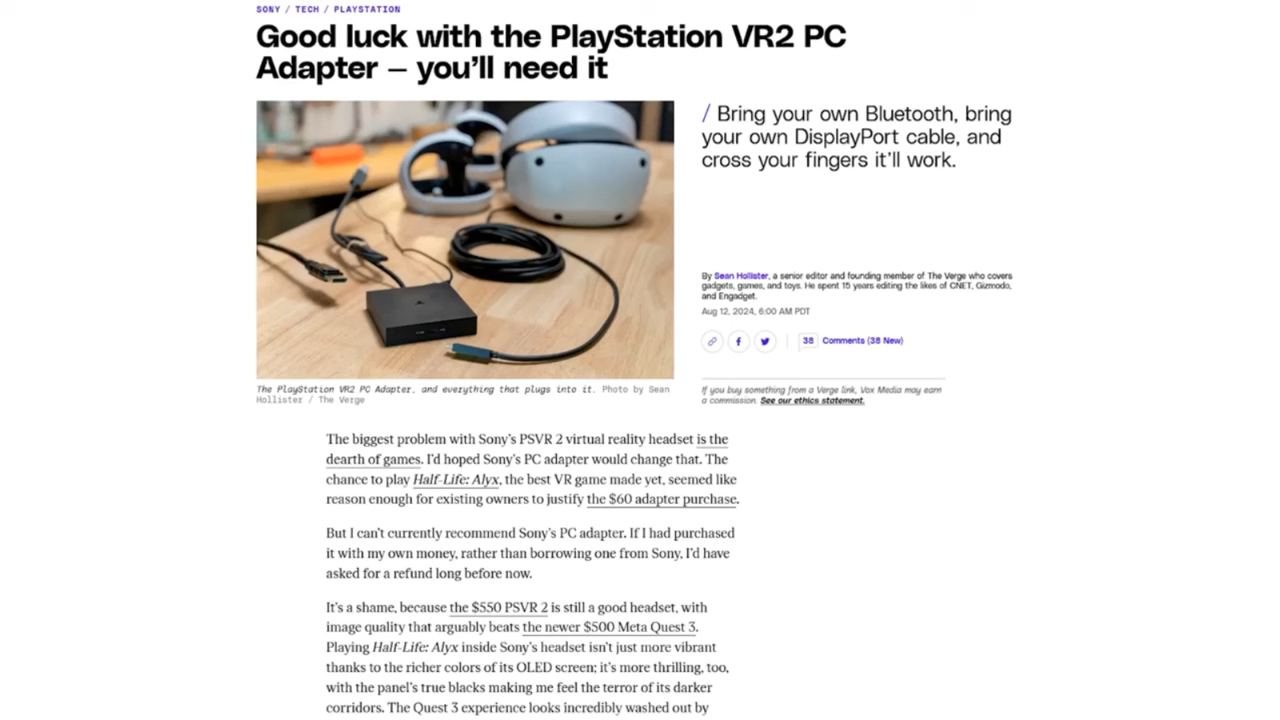 SONY / TECH / PLAYSTATION
Good luck with the PlayStation VR2 PC
Adapter — you'll need it
/ Bring your own Bluetooth, bring
your own DisplayPort cable, and
cross your fingers it'll work.
By Sean Hollister, a senior editor and founding member of The Verge who covers
gadgets, games, and toys. He spent 15 years editing the likes of CNET, Gizmodo,
and Engadget.
Aug 12, 2024, 6:00 AM PDT
38 Comments (38 New)
The PlayStation VR2 PC Adapter, and everything that plugs into it. Photo by Sean
Hollister / The Verge
If you buy something from a Verge link, Vox Media may earn
a commission. See our ethics statement.
The biggest problem with Sony's PSVR 2 virtual reality headset is the
dearth of games. I'd hoped Sony's PC adapter would change that. The
chance to play Half-Life: Alyx, the best VR game made yet, seemed like
reason enough for existing owners to justify the $60 adapter purchase.
But I can't currently recommend Sony's PC adapter. If I had purchased
it with my own money, rather than borrowing one from Sony, I'd have
asked for a refund long before now.
It's a shame, because the $550 PSVR 2 is still a good headset, with
image quality that arguably beats the newer $500 Meta Quest 3.
Playing Half-Life: Alyx inside Sony's headset isn't just more vibrant
thanks to the richer colors of its OLED screen; it's more thrilling, too,
with the panel's true blacks making me feel the terror of its darker
corridors. The Quest 3 experience looks incredibly washed out by